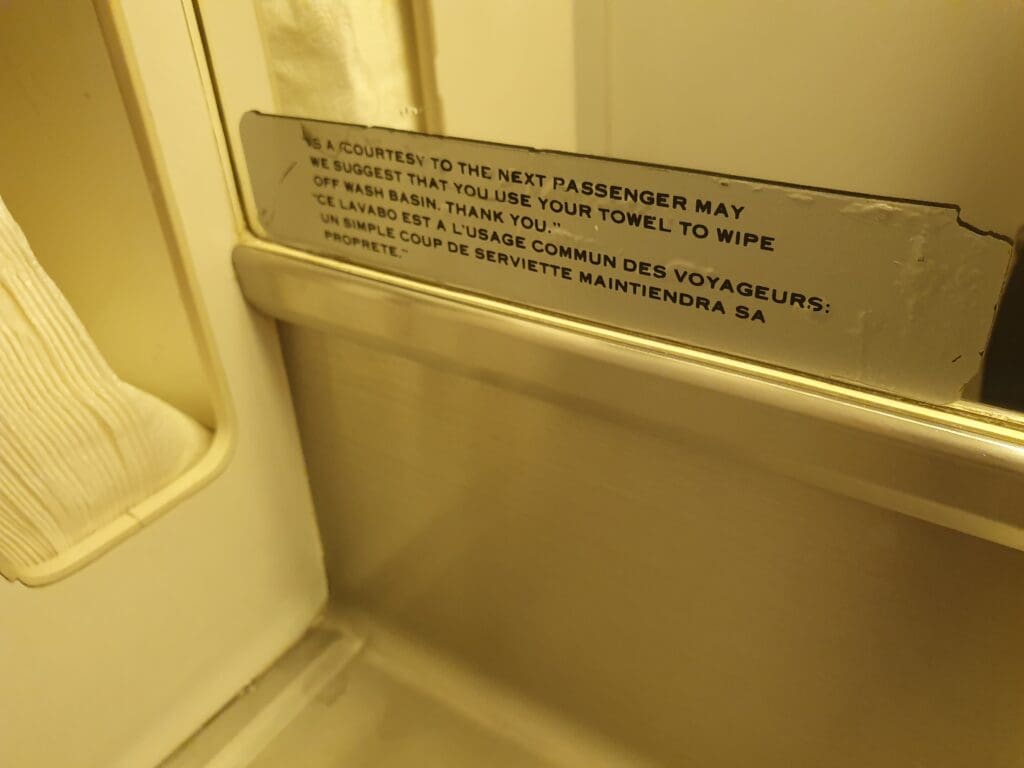 S A COURTESY TO THE NEXT PASSENGER MAY
WE SUGGEST THAT YOU USE YOUR TOWEL TO WIPE
OFF WASH BASIN. THANK YOU."
"CE LAVABO EST A L'USAGE COMMUN DES VOYAGEURS:
UN SIMPLE COUP DE SERVIETTE MAINTIENDRA SA
PROPRETE."